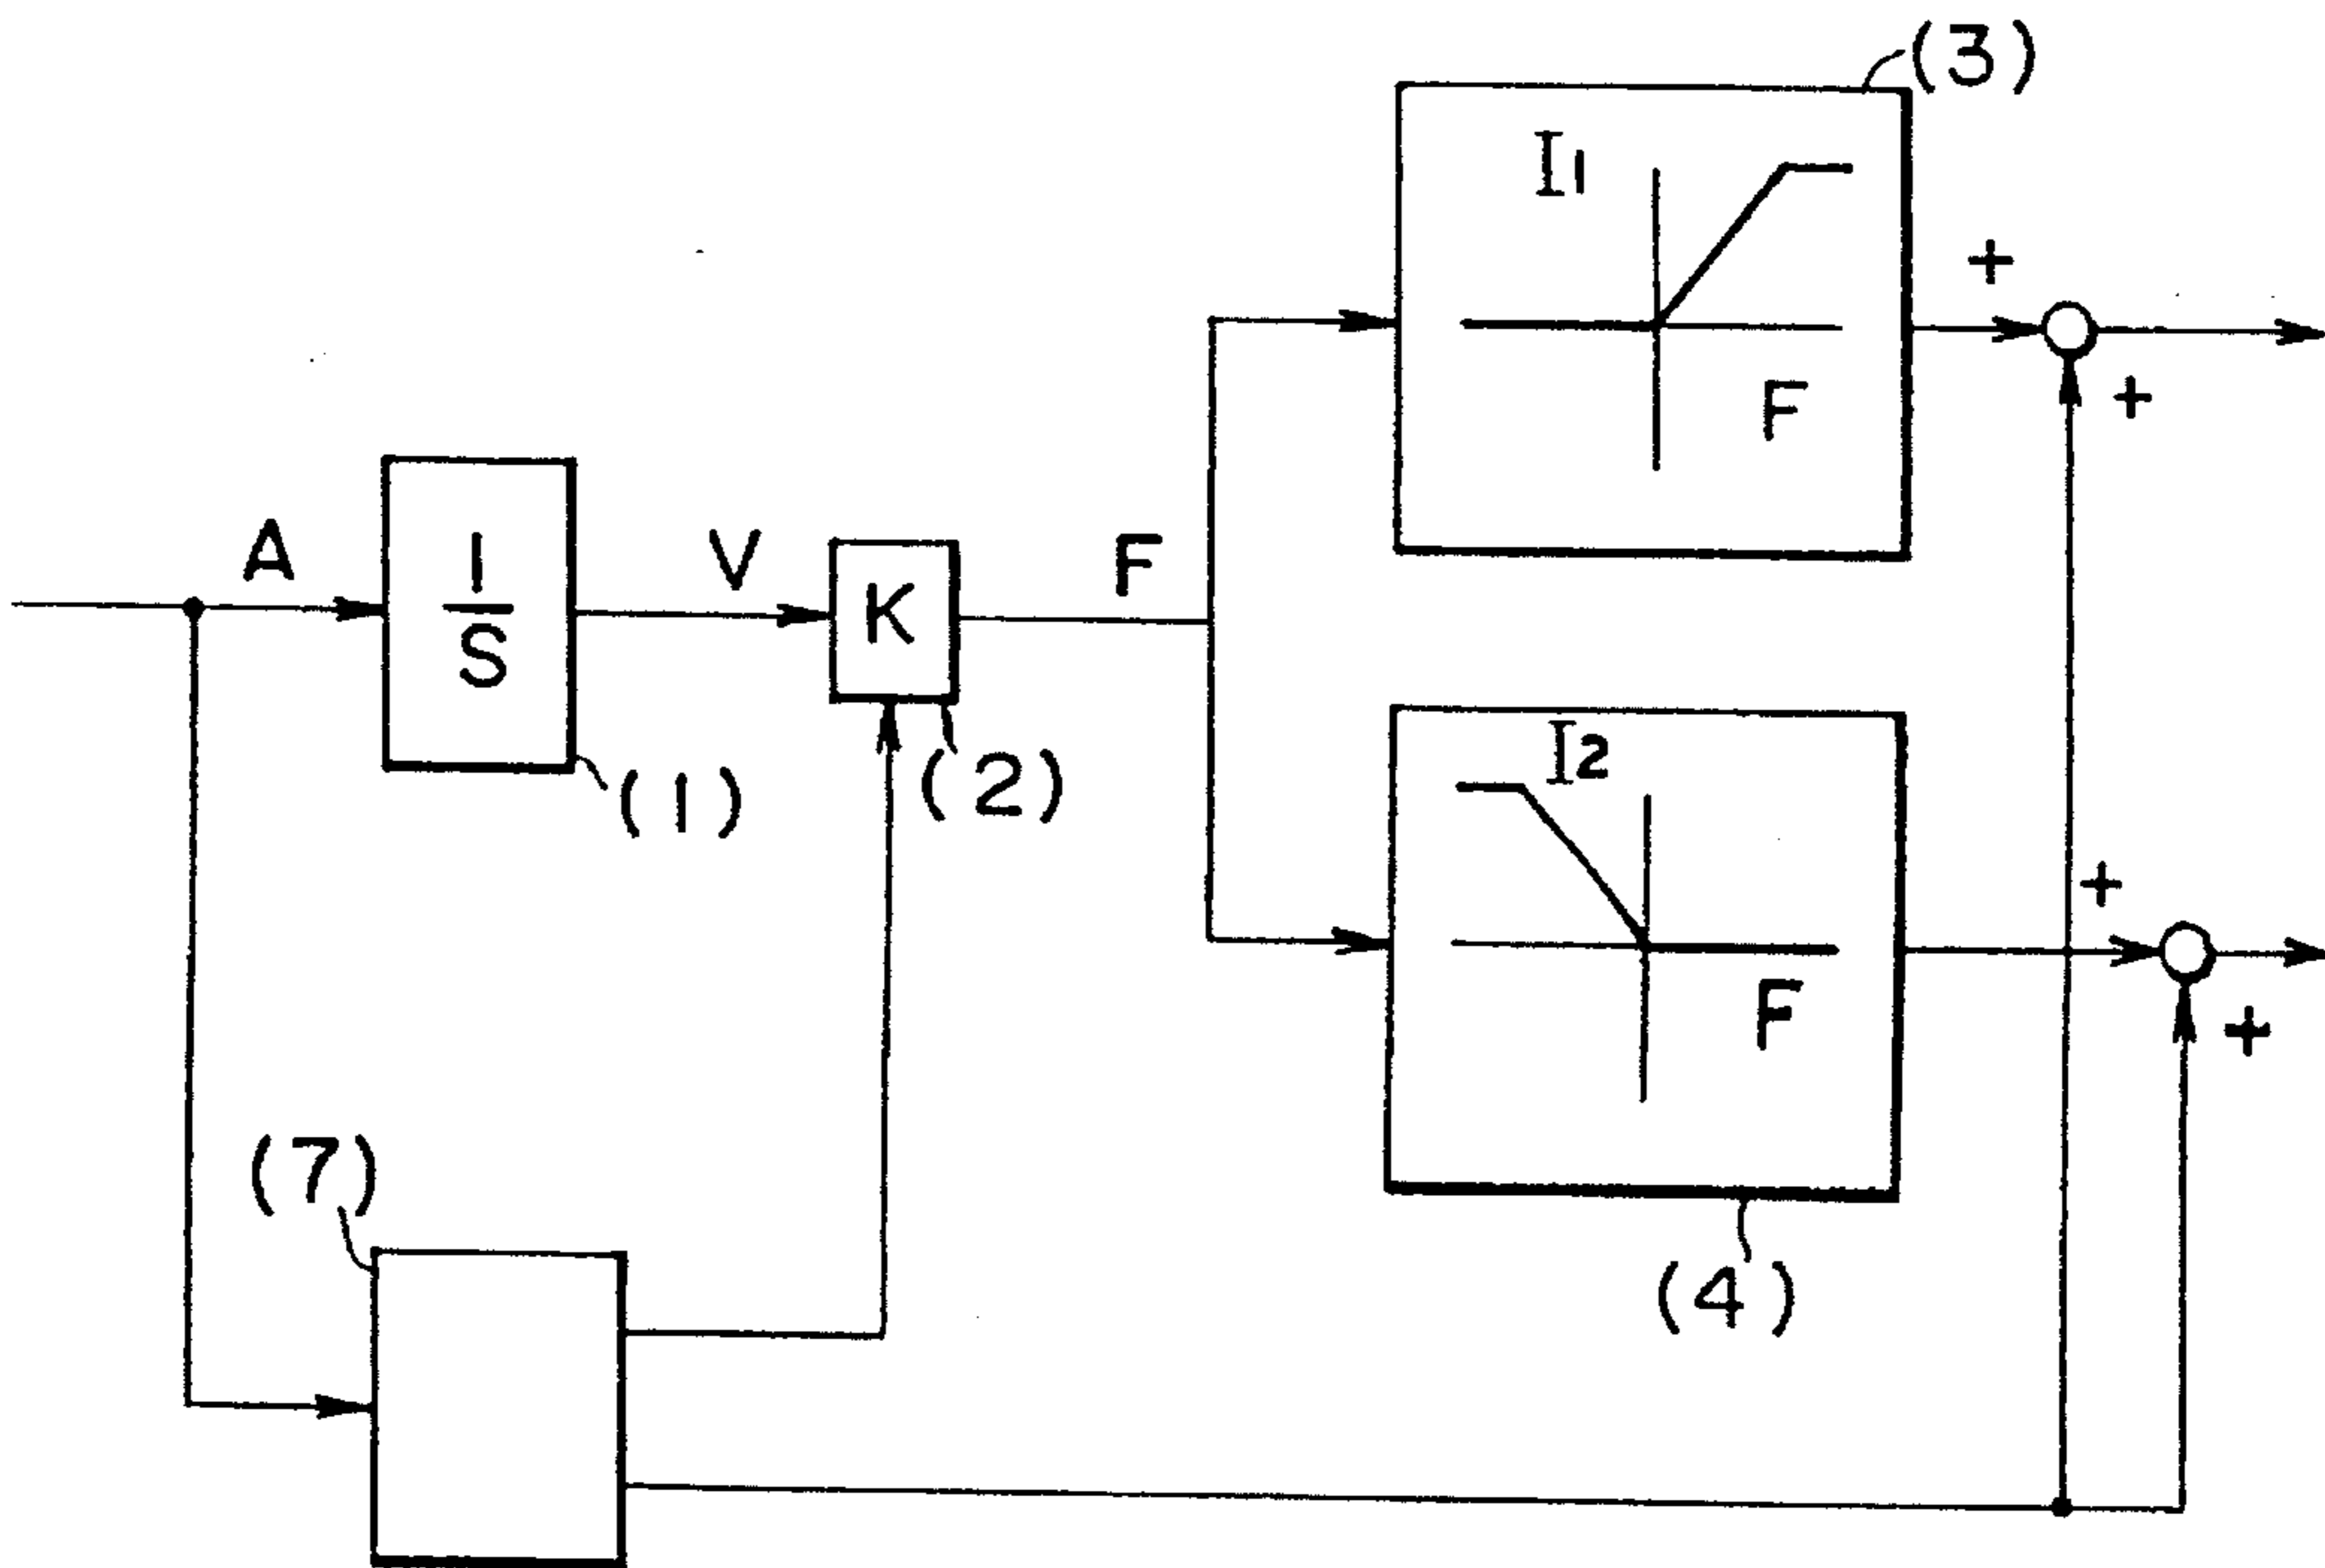 (3)
I1
+
F
+
A
1
S
V
K
F
(1)
(2)
I2
+
F
+
(7)
(4)